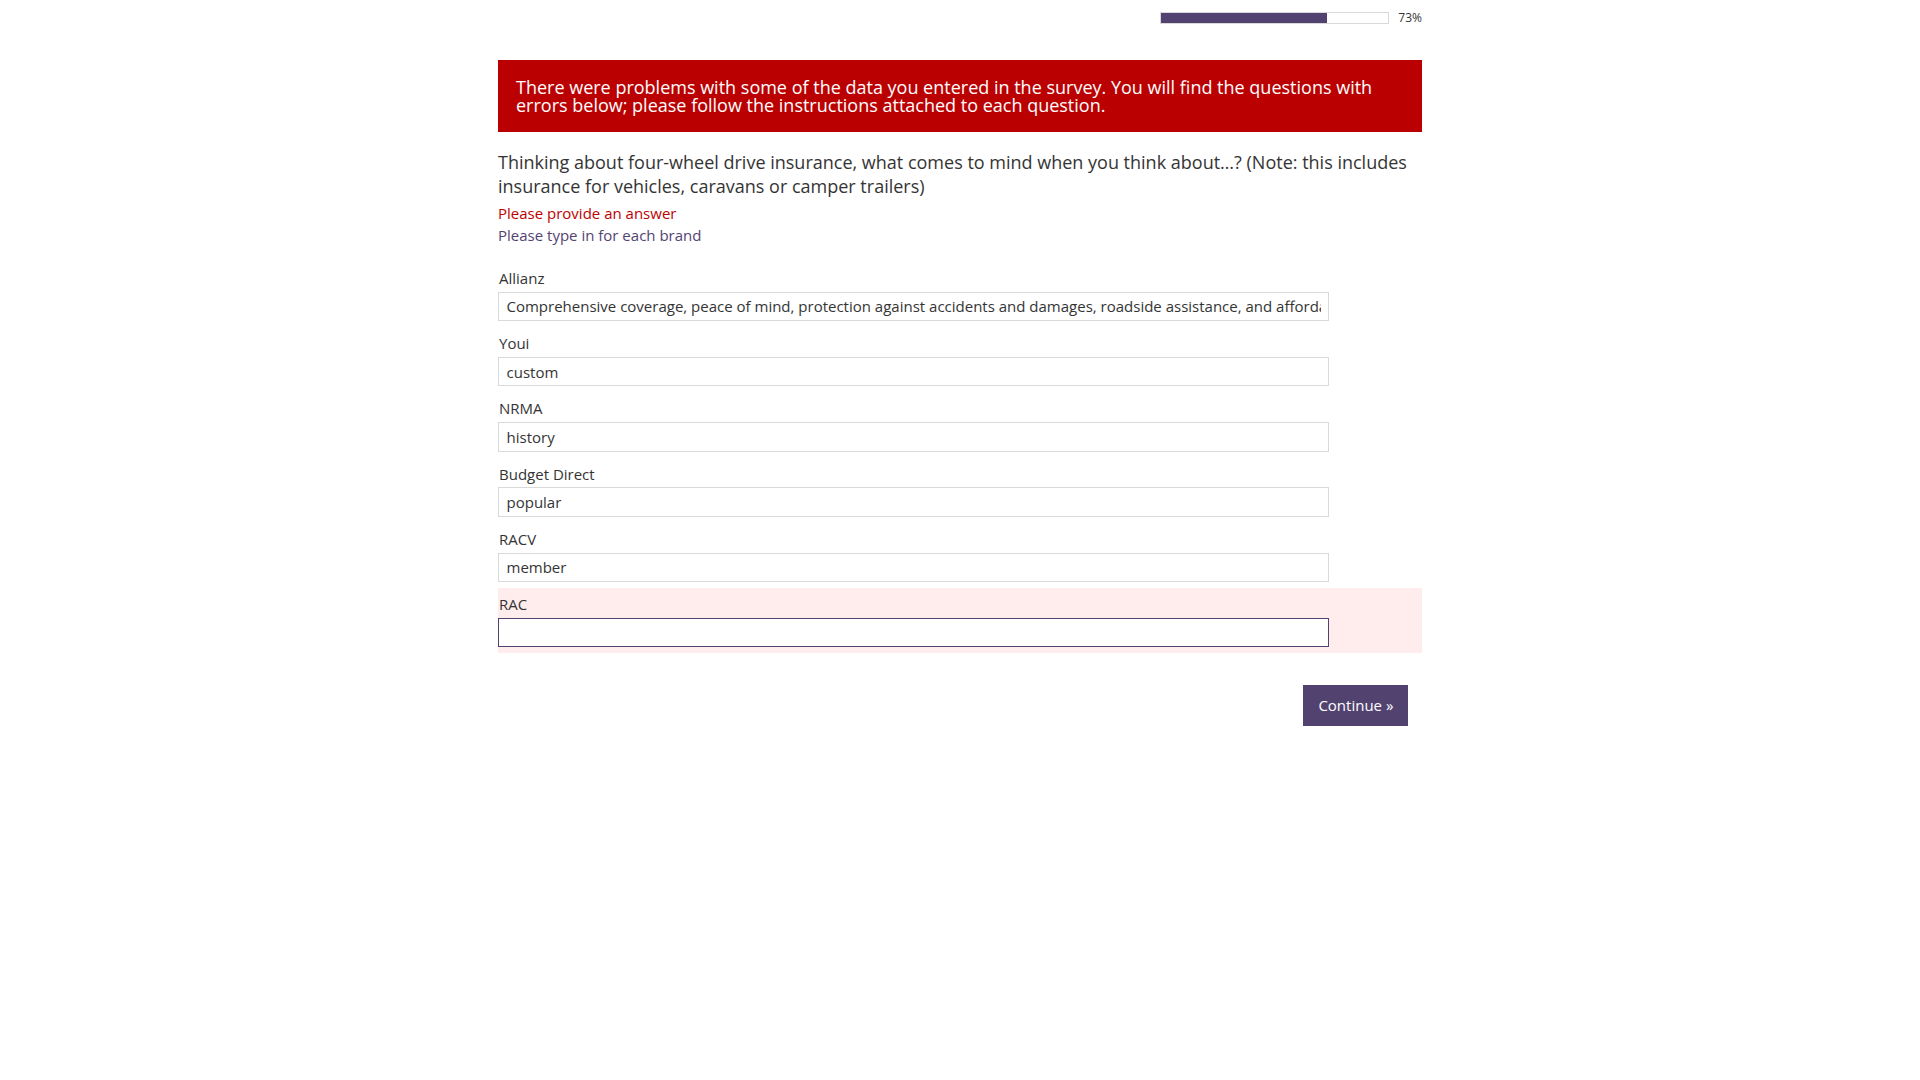 73%
There were problems with some of the data you entered in the survey. You will find the questions with
errors below; please follow the instructions attached to each question.
Thinking about four-wheel drive insurance, what comes to mind when you think about...? (Note: this includes
insurance for vehicles, caravans or camper trailers)
Please provide an answer
Please type in for each brand
Allianz
Comprehensive coverage, peace of mind, protection against accidents and damages, roadside assistance, and
Youi
custom
NRMA
history
Budget Direct
popular
RACV
member
RAC
Continue »